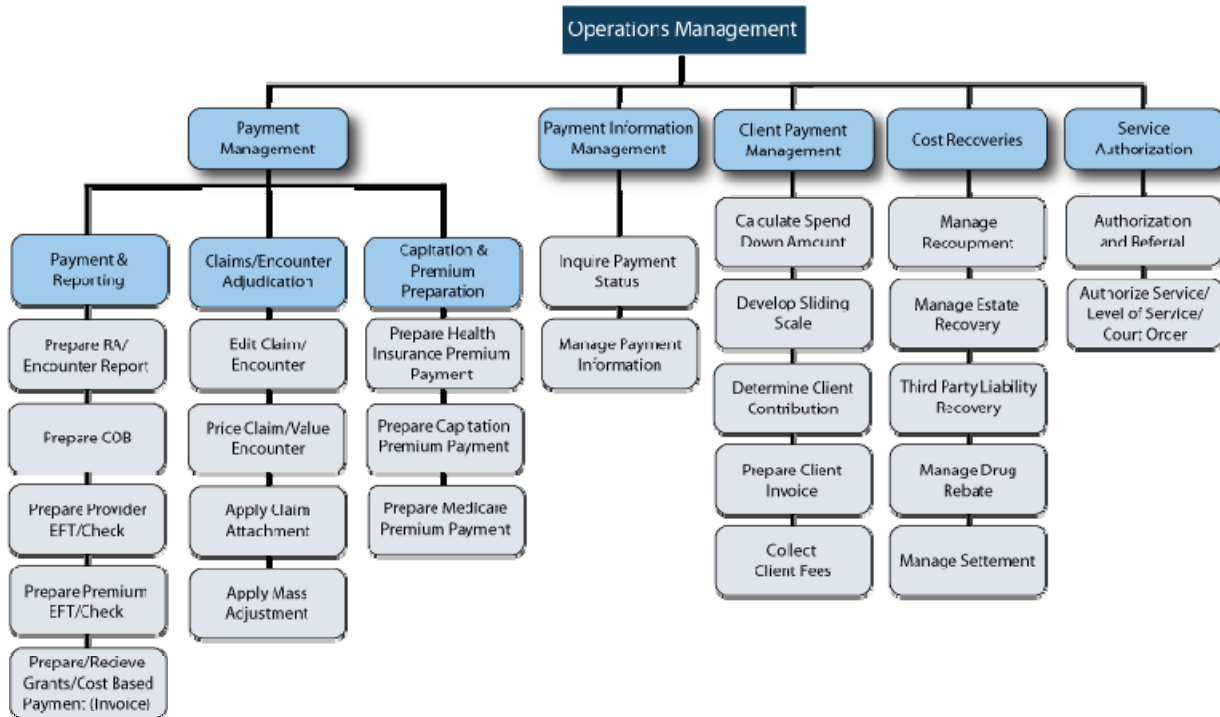 Operations Management
Payment
Management
Payment Information
Management
Client Payment
Management
Cost Recoveries
Service
Authorization
Payment &
Reporting
Prepare RA/
Encounter Report
Prepare COB
Prepare Provider
EFT/Check
Prepare Premium
EFT/Check
Prepare/Recieve
Grants/Cost Based
Payment (Invoice)
Claims/Encounter
Adjudication
Edit Claim/
Encounter
Price Claim/Value
Encounter
Apply Claim
Attachment
Apply Mass
Adjustment
Capitation &
Premium
Preparation
Prepare Health
Insurance Premium
Payment
Prepare Capitation
Premium Payment
Prepare Medicare
Premium Payment
Inquire Payment
Status
Manage Payment
Information
Calculate Spend
Down Amount
Develop Sliding
Scale
Determine Client
Contribution
Prepare Client
Invoice
Collect
Client Fees
Manage
Recoupment
Manage Estate
Recovery
Third Party Liability
Recovery
Manage Drug
Rebate
Manage Settement
Authorization
and Referral
Authorize Service/
Level of Service/
Court Orcer